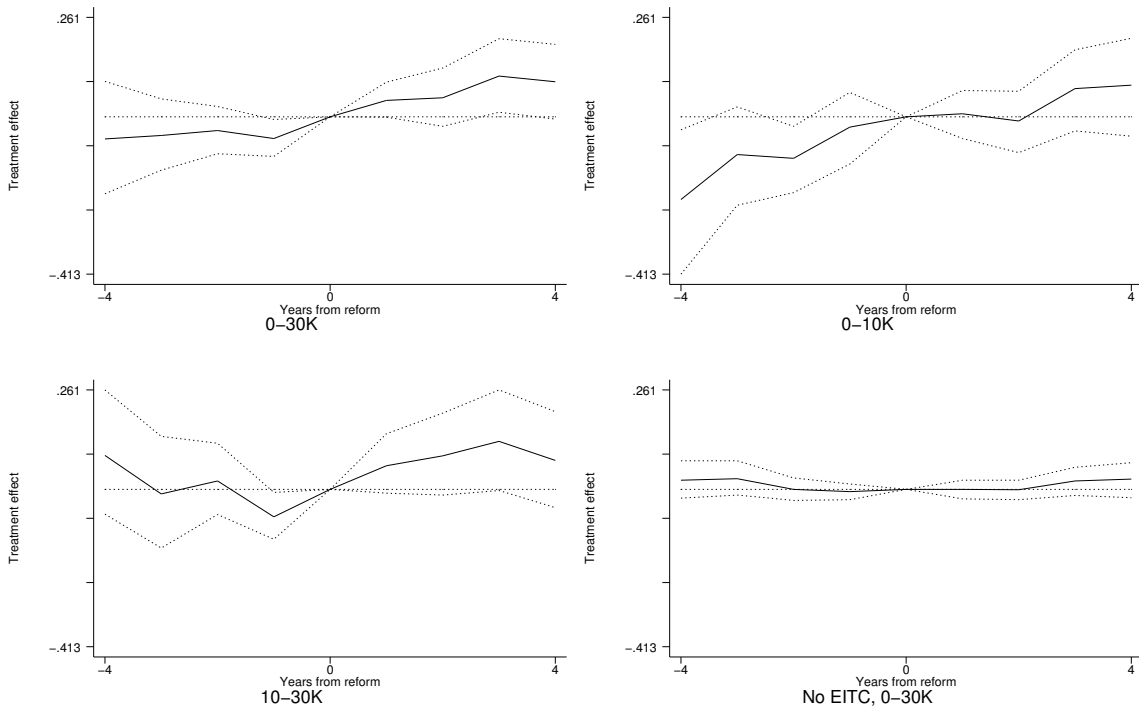 .261
Treatment effect
−.413
−4 0 4
Years from reform
0−30K
.261
Treatment effect
−.413
−4 0 4
Years from reform
0−10K
.261
Treatment effect
−.413
−4 0 4
Years from reform
10−30K
.261
Treatment effect
−.413
−4 0 4
Years from reform
No EITC, 0−30K